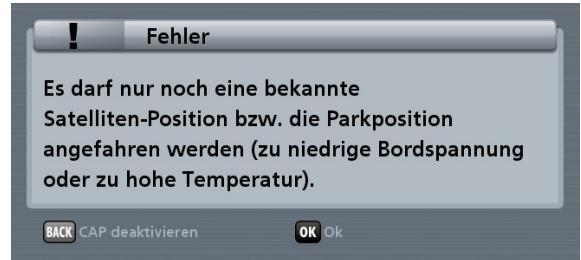 ! Fehler
Es darf nur noch eine bekannte
Satelliten-Position bzw. die Parkposition
angefahren werden (zu niedrige Bordspannung
oder zu hohe Temperatur).
BACK CAP deaktivieren OK Ok